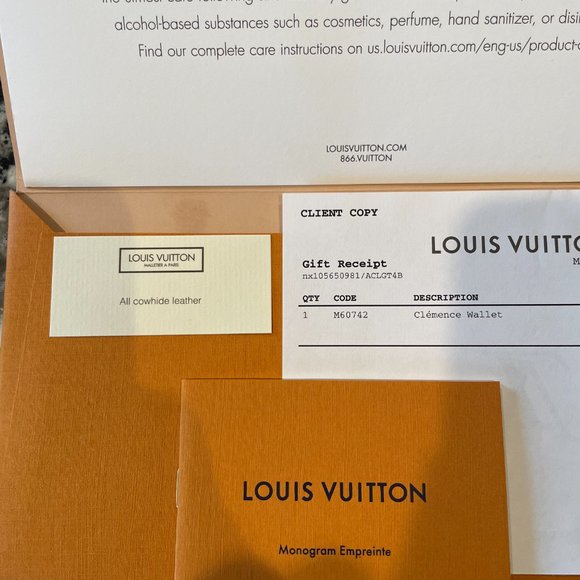 alcohol-based substances such as cosmetics, perfume, hand sanitizer, or
Find our complete care instructions on us.louisvuitton.com/eng-us/product-
LOUISVUITTON.COM
866.VUITTON
CLIENT COPY
LOUIS VUITTON
MALLETIER A PARIS
All cowhide leather
LOUIS VUITTO
M
Gift Receipt
nx105650981/ACLGT4B
QTY CODE DESCRIPTION
1 M60742 Clémence Wallet
LOUIS VUITTON
Monogram Empreinte